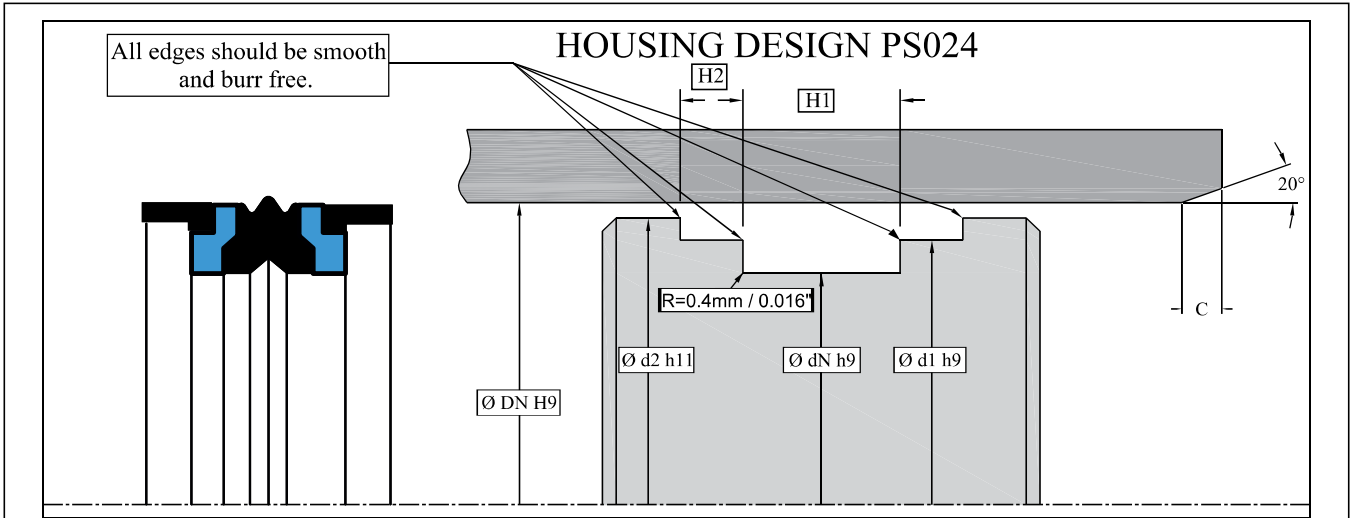 HOUSING DESIGN PS024
All edges should be smooth
and burr free.
H2
H1
20°
R=0.4mm / 0.016"
C
Ø d2 h11
Ø dN h9
Ø d1 h9
Ø DN H9